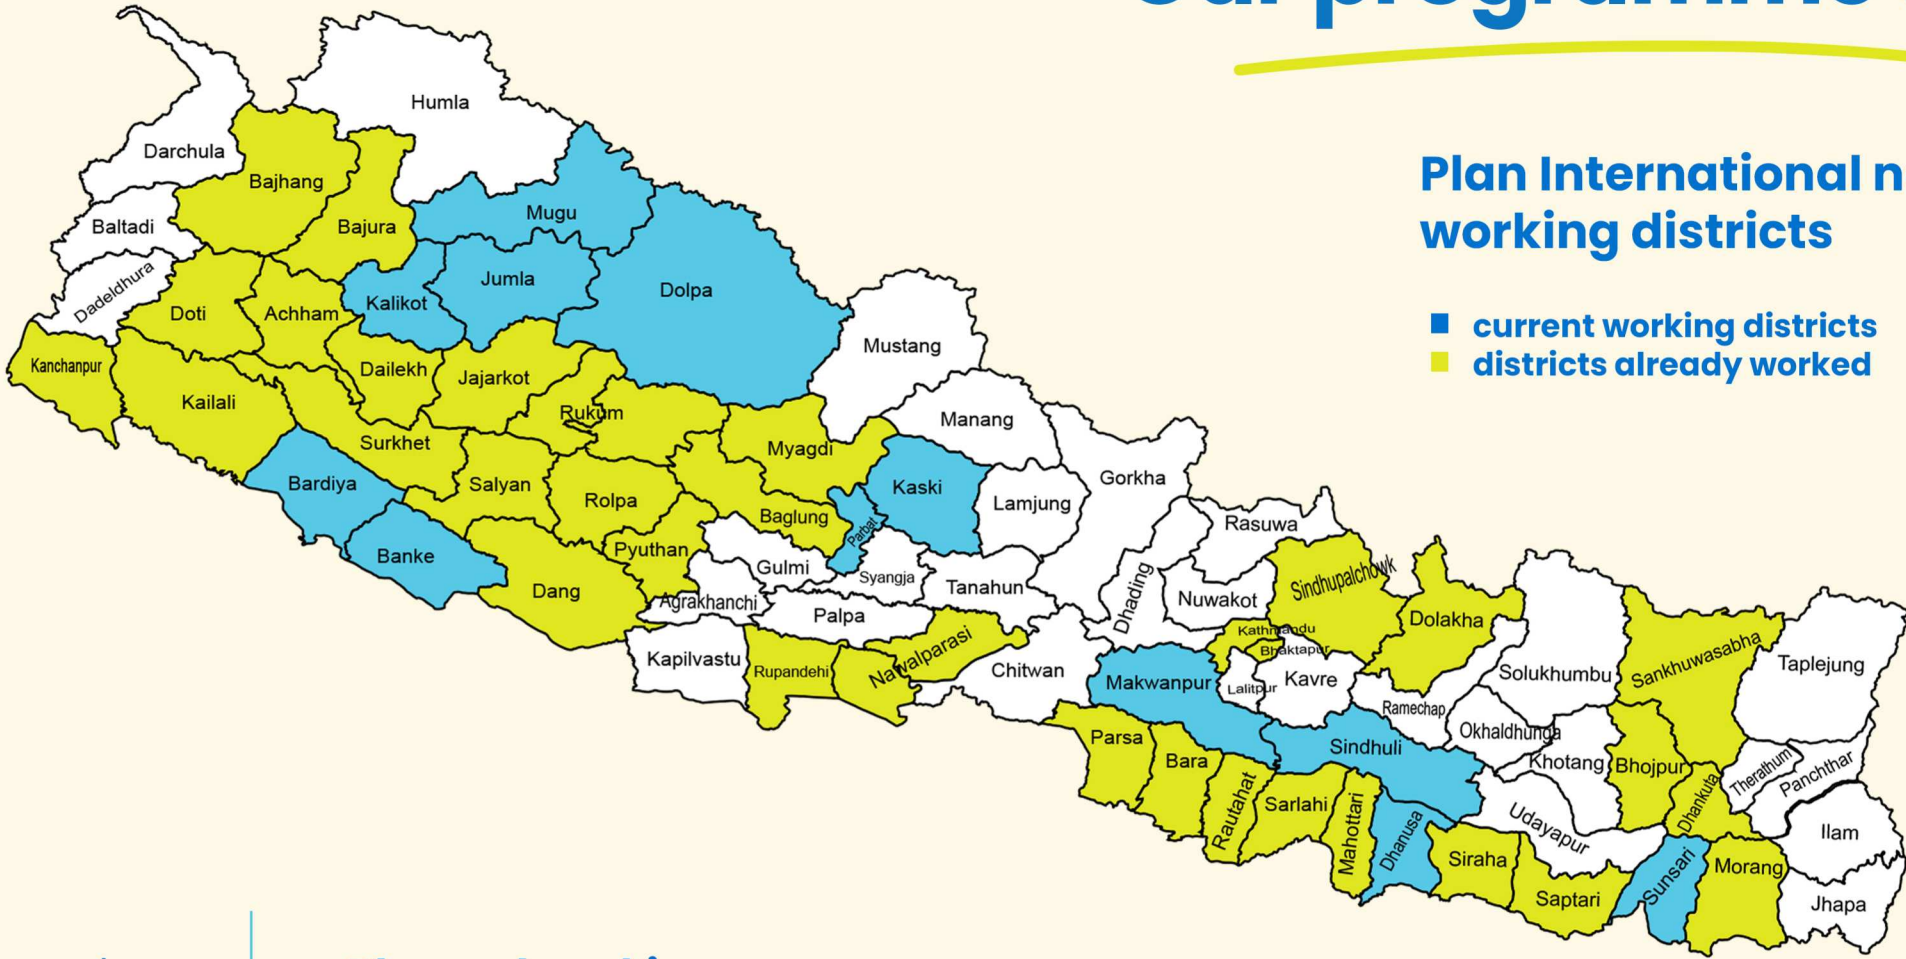 Our programme
Plan International n
working districts
current working districts
districts already worked
Humla
Darchula
Bajhang
Mugu
Baltadi
Bajura
Dadeldhura
Jumla
Dolpa
Kalikot
Doti
Achham
Mustang
Kanchanpur
Dailekh
Jajarkot
Kailali
Rukum
Manang
Surkhet
Myagdi
Gorkha
Bardiya
Salyan
Kaski
Rolpa
Lamjung
Baglung
Parbat
Rasuwa
Pyuthan
Banke
Gulmi
Syangja
Sindhupalchowk
Dang
Tanahun
Dhading
Nuwakot
Agrakhanchi
Palpa
Dolakha
Kathmandu
Bhaktapur
Kapilvastu
Rupandehi
Nawalparasi
Chitwan
Sankhuwasabha
Taplejung
Makwanpur
Lalitpur
Kavre
Solukhumbu
Ramechap
Okhaldhunga
Parsa
Sindhuli
Bara
Khotang
Bhojpur
Therathum
Panchthar
Rautahat
Sarlahi
Mahottari
Dhankuta
Dhanusa
Udayapur
Ilam
Siraha
Sunsari
Morang
Saptari
Jhapa